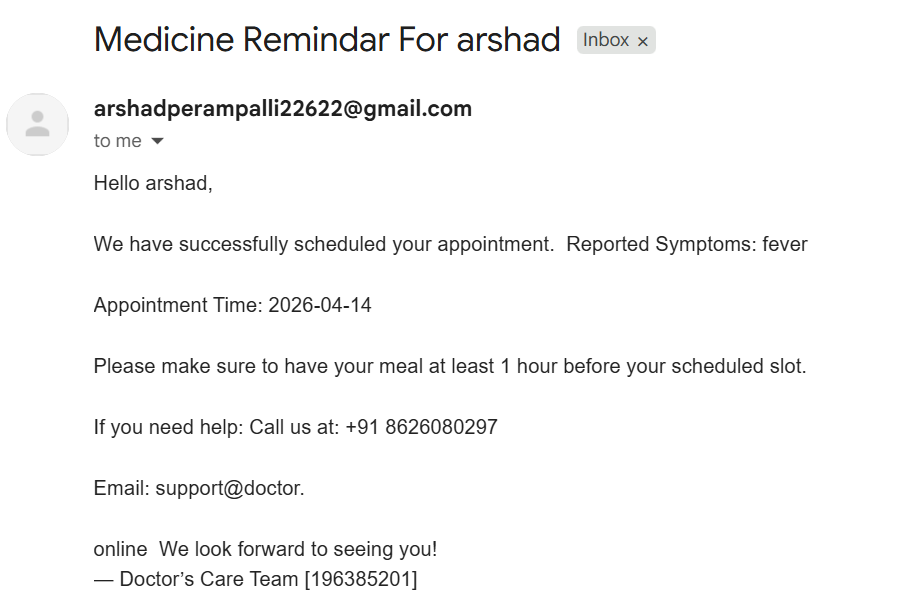 Medicine Remindar For arshad Inbox ×
arshadperampalli22622@gmail.com
to me
Hello arshad,
We have successfully scheduled your appointment.  Reported Symptoms: fever
Appointment Time: 2026-04-14
Please make sure to have your meal at least 1 hour before your scheduled slot.
If you need help: Call us at: +91 8626080297
Email: support@doctor.
online  We look forward to seeing you!
— Doctor’s Care Team [196385201]